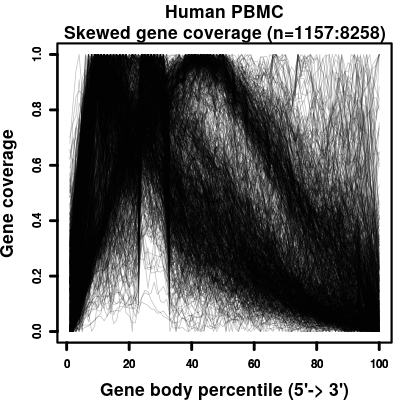 Human PBMC
Skewed gene coverage (n=1157:8258)
Gene coverage
1.0
0.8
0.6
0.4
0.2
0.0
0 20 40 60 80 100
Gene body percentile (5'-> 3')